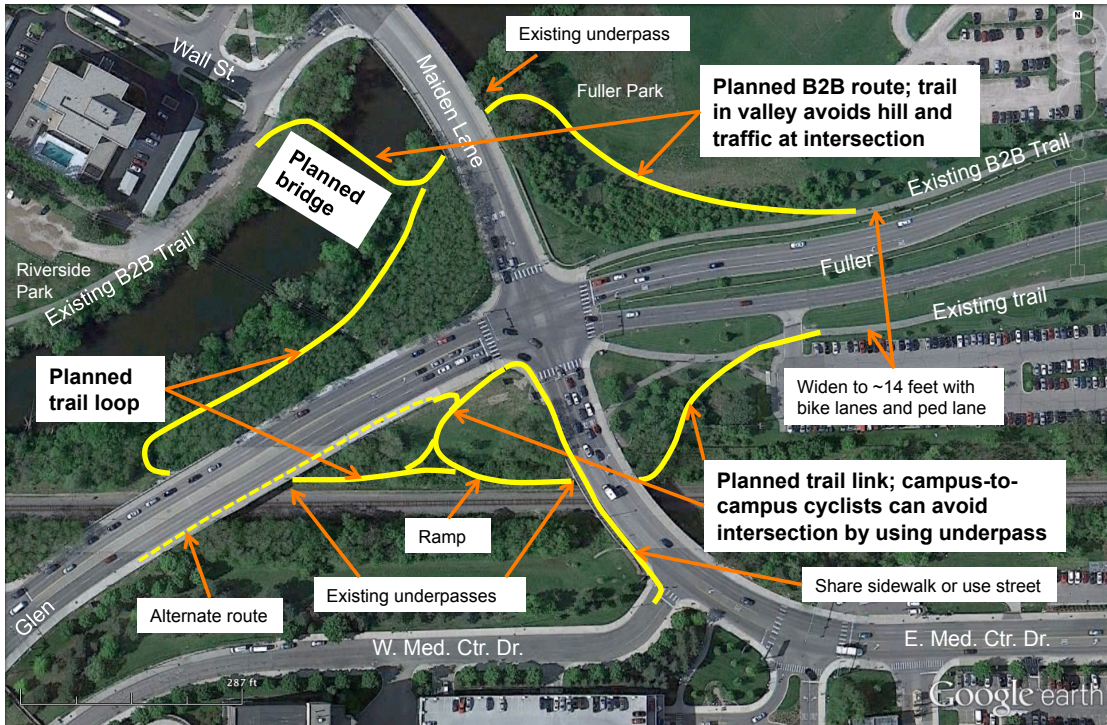 Wall St.
Maiden Lane
Existing underpass
Fuller Park
N
Planned B2B route; trail
in valley avoids hill and
traffic at intersection
Planned
bridge
Existing B2B Trail
Riverside
Park
Existing B2B Trail
Fuller
Existing trail
Planned
trail loop
Widen to ~14 feet with
bike lanes and ped lane
Planned trail link; campus-to-
campus cyclists can avoid
intersection by using underpass
Ramp
Share sidewalk or use street
Existing underpasses
Alternate route
Glen
W. Med. Ctr. Dr.
E. Med. Ctr. Dr.
287 ft
Google earth